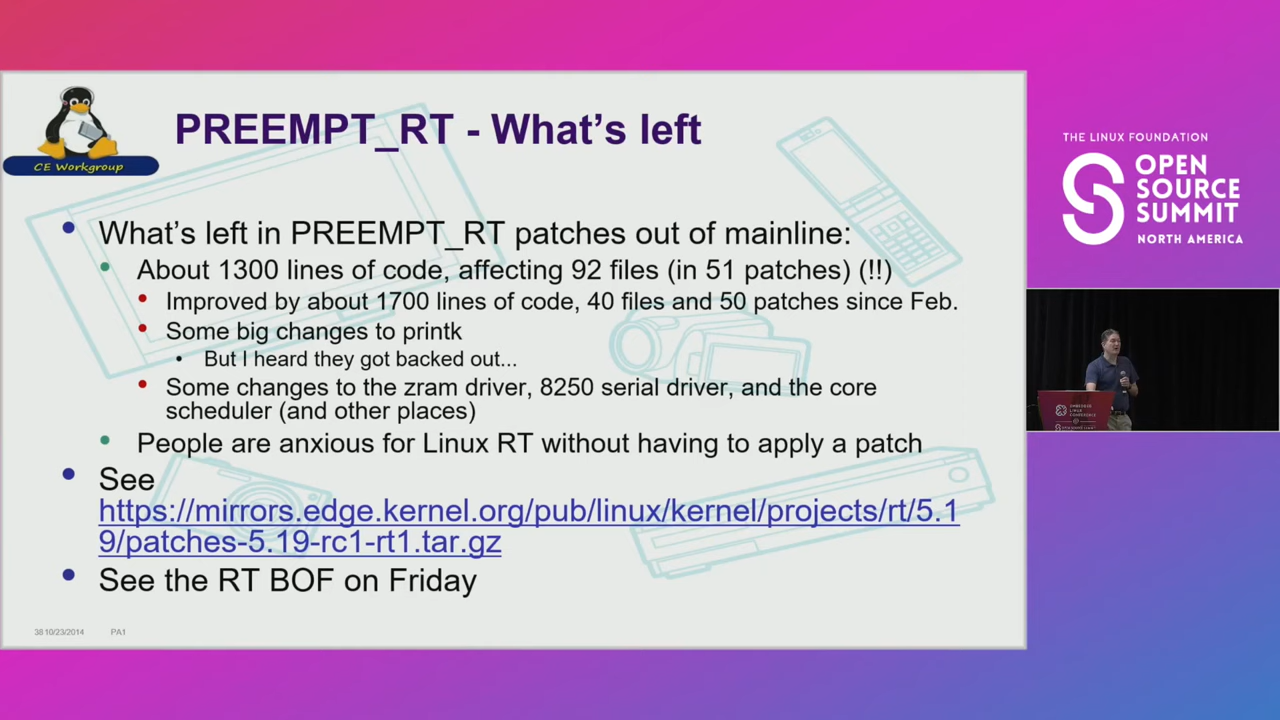 CE Workgroup
PREEMPT_RT - What's left
What's left in PREEMPT_RT patches out of mainline:
About 1300 lines of code, affecting 92 files (in 51 patches) (!!)
Improved by about 1700 lines of code, 40 files and 50 patches since Feb.
Some big changes to printk
But I heard they got backed out...
Some changes to the zram driver, 8250 serial driver, and the core
scheduler (and other places)
People are anxious for Linux RT without having to apply a patch
See
https://mirrors.edge.kernel.org/pub/linux/kernel/projects/rt/5.1
9/patches-5.19-rc1-rt1.tar.gz
See the RT BOF on Friday
38 10/23/2014 PA1
THE LINUX FOUNDATION
OPEN
SOURCE
SUMMIT
NORTH AMERICA
EMBEDDED
LINUX
CONFERENCE